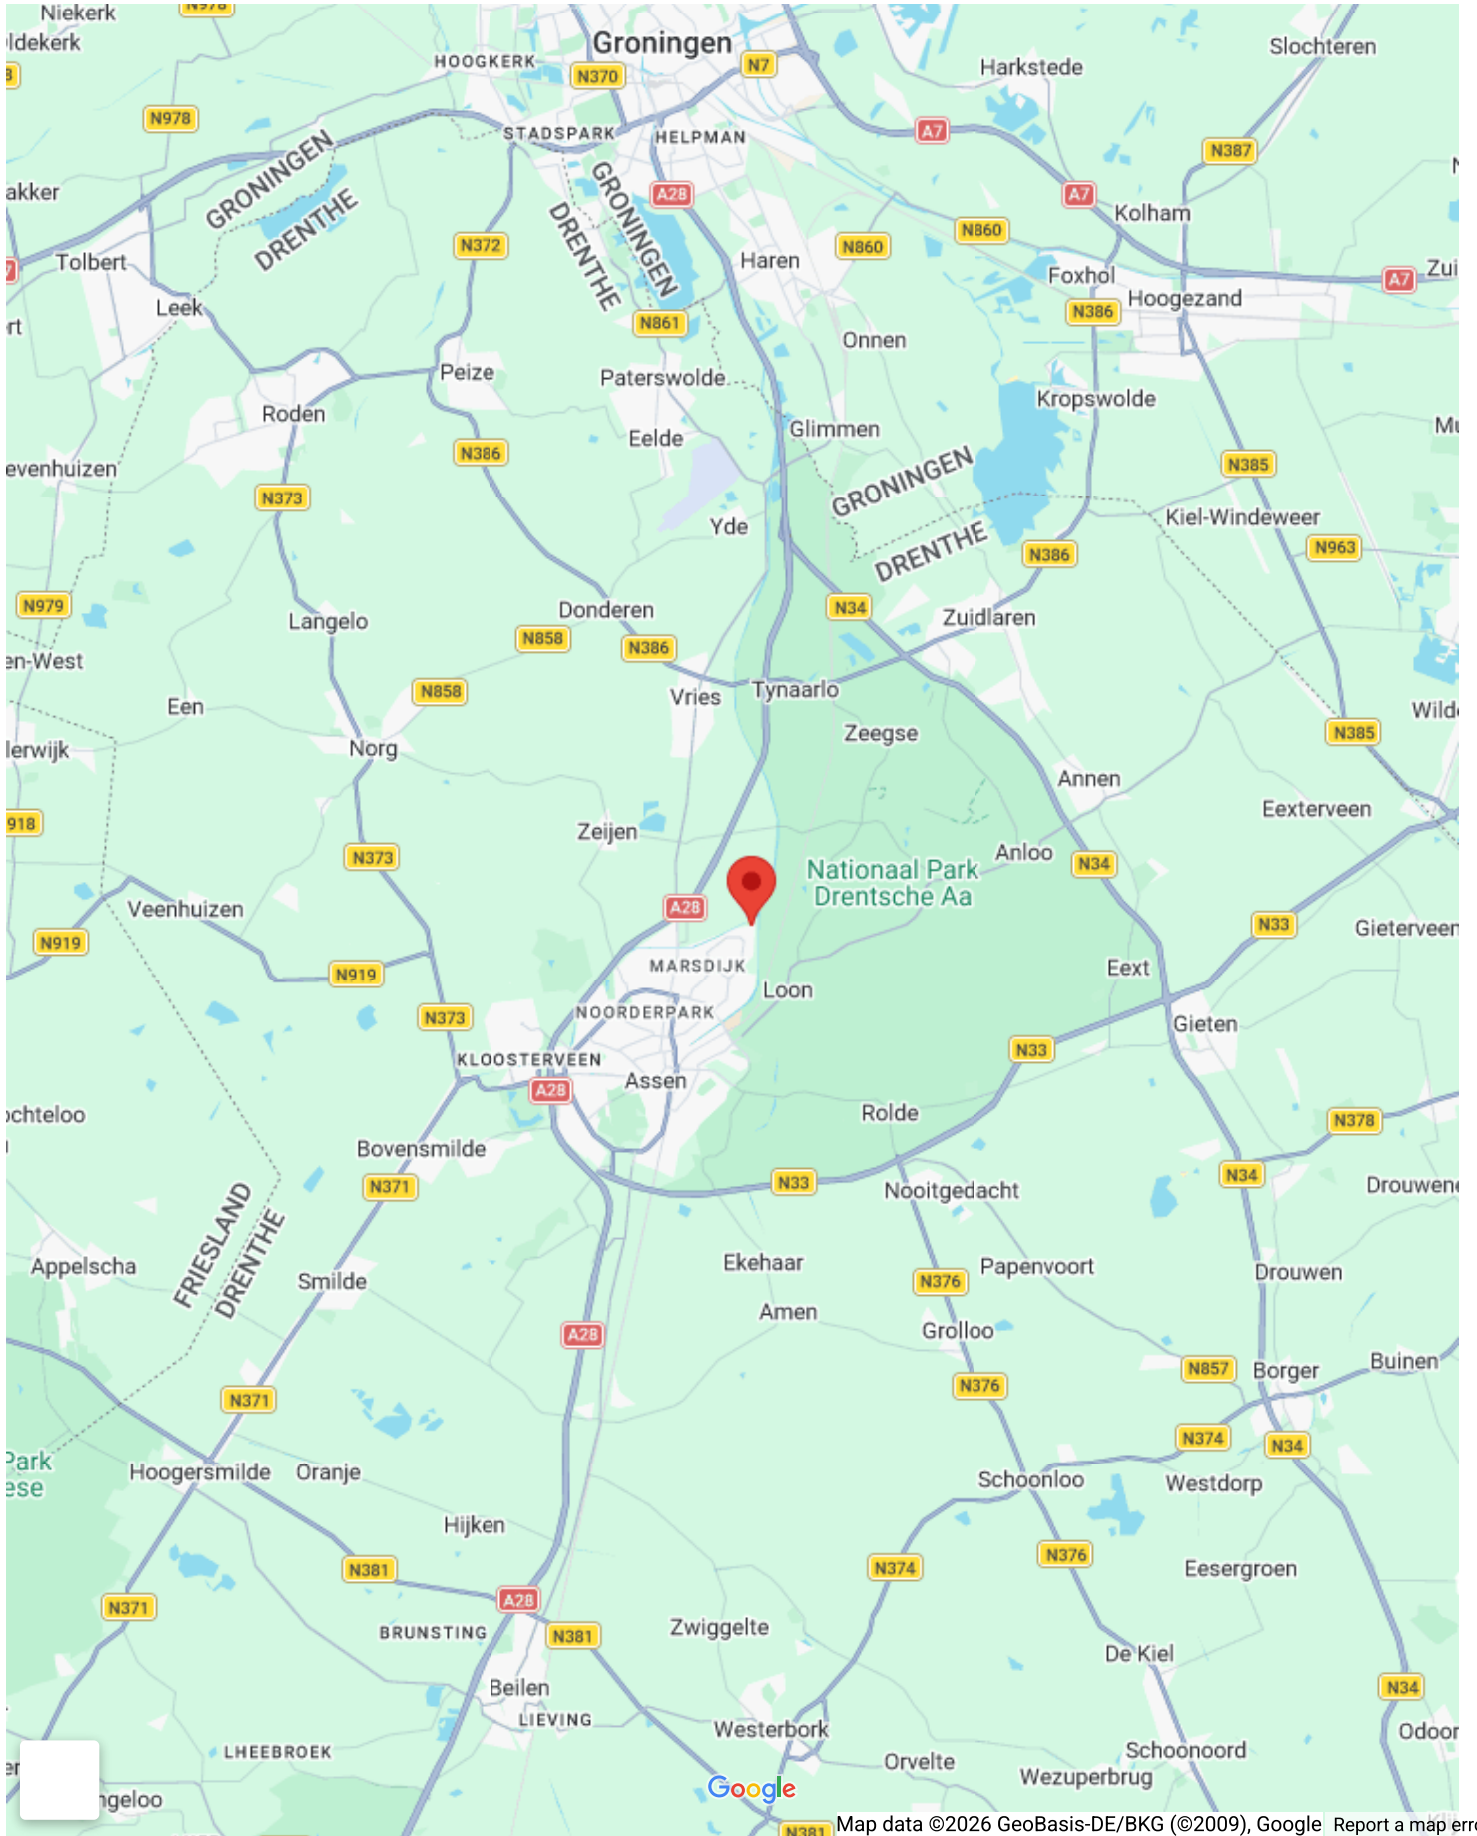 Niekerk
N978
Groningen
Slochteren
HOOGKERK
N370
N7
Harkstede
N978
STADSPARK
HELPMAN
A7
N387
GRONINGEN
DRENTHE
A28
GRONINGEN
DRENTHE
A7
Kolham
N372
N860
N860
Haren
Tolbert
Foxhol
A7
Hoogezand
Leek
N386
N861
Onnen
Peize
Paterswolde
Kropswolde
Roden
Glimmen
Eelde
N386
N385
GRONINGEN
DRENTHE
N373
Yde
Kiel-Windeweer
N963
N386
N979
Donderen
N34
Zuidlaren
Langelo
N858
N386
N858
Tynaarlo
Vries
Een
Zeegse
N385
Norg
Annen
Eexterveen
Zeijen
Anloo
N373
N34
Nationaal Park
Drentsche Aa
A28
Veenhuizen
N33
Gieterveen
N919
MARSDIJK
Eext
N919
Loon
NOORDERPARK
N373
Gieten
N33
KLOOSTERVEEN
Assen
A28
Rolde
N378
Bovensmilde
N33
N34
N371
Nooitgedacht
FRIESLAND
DRENTHE
Ekehaar
Appelscha
Papenvoort
Drouwen
Smilde
N376
Amen
Grolloo
A28
Buinen
N857
Borger
N376
N371
N374
N34
Park
Hoogersmilde
Oranje
Schoonloo
Westdorp
Hijken
N376
N381
N374
Eesergroen
A28
N371
Zwiggelte
BRUNSTING
N381
De Kiel
Beilen
N34
LIEVING
Westerbork
LHEEBROEK
Schoonoord
Orvelte
Wezuperbrug
Google
N381
Map data ©2026 GeoBasis-DE/BKG (©2009), Google
Report a map